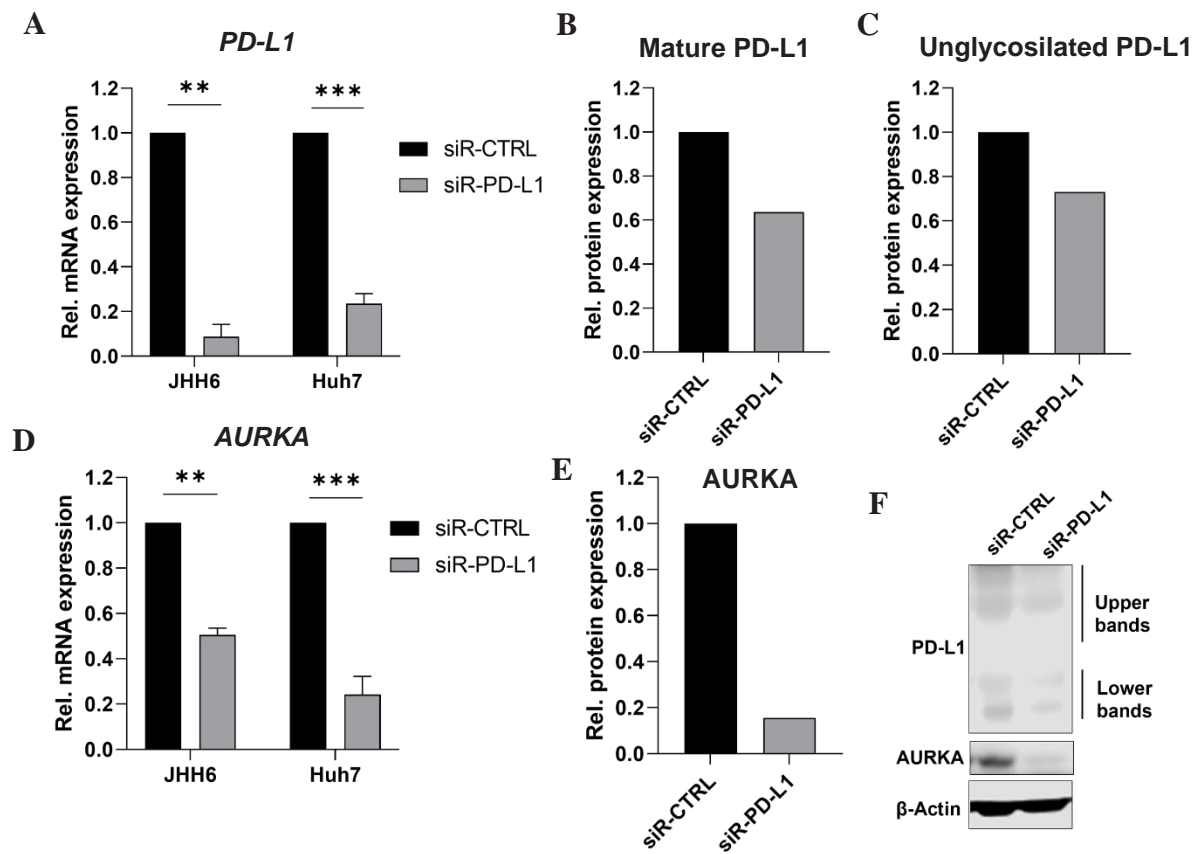 A
PD-L1
Rel. mRNA expression
1.2
1.0
0.8
0.6
0.4
0.2
0.0
**
***
JHH6
Huh7
siR-CTRL
siR-PD-L1
B
Mature PD-L1
Rel. protein expression
1.2
1.0
0.8
0.6
0.4
0.2
0.0
siR-CTRL
siR-PD-L1
C
Unglycosilated PD-L1
Rel. protein expression
1.2
1.0
0.8
0.6
0.4
0.2
0.0
siR-CTRL
siR-PD-L1
D
AURKA
Rel. mRNA expression
1.2
1.0
0.8
0.6
0.4
0.2
0.0
**
***
JHH6
Huh7
siR-CTRL
siR-PD-L1
E
AURKA
Rel. protein expression
1.2
1.0
0.8
0.6
0.4
0.2
0.0
siR-CTRL
siR-PD-L1
F
siR-CTRL
siR-PD-L1
PD-L1
Upper
bands
Lower
bands
AURKA
β-Actin